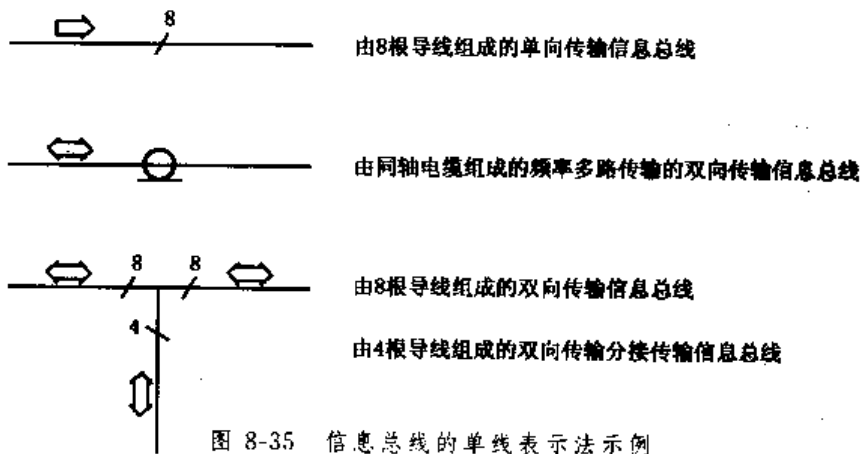 8
由8根导线组成的单向传输信息总线
由同轴电缆组成的频率多路传输的双向传输信息总线
8 8
由8根导线组成的双向传输信息总线
4
由4根导线组成的双向传输分接传输信息总线
图 8-35 信息总线的单线表示法示例